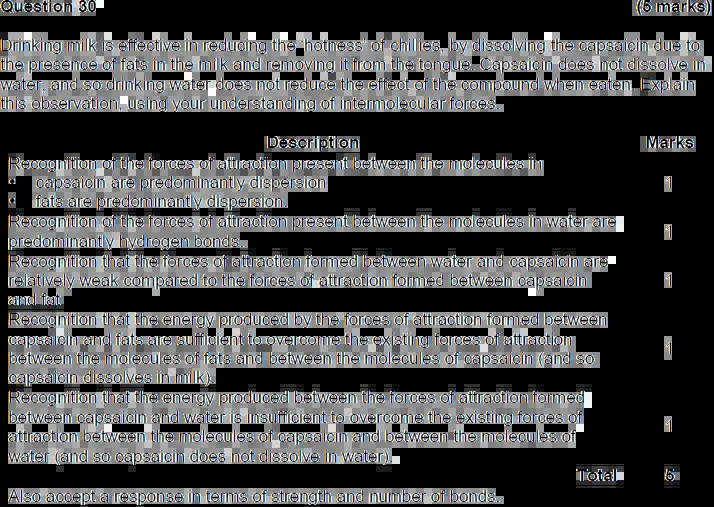 Question 30 (5 marks)
Drinking milk is effective in reducing the 'hotness' of chillies, by dissolving the capsaicin due to
the presence of fats in the milk and removing it from the tongue. Capsaicin does not dissolve in
water, and so drinking water does not reduce the effect of the compound when eaten. Explain
this observation, using your understanding of intermolecular forces.
Description Marks
Recognition of the forces of attraction present between the molecules in
• capsaicin are predominantly dispersion 1
• fats are predominantly dispersion.
Recognition of the forces of attraction present between the molecules in water are
predominantly hydrogen bonds. 1
Recognition that the forces of attraction formed between water and capsaicin are
relatively weak compared to the forces of attraction formed between capsaicin 1
and fat
Recognition that the energy produced by the forces of attraction formed between
capsaicin and fats are sufficient to overcome the existing forces of attraction
between the molecules of fats and between the molecules of capsaicin (and so 1
capsaicin dissolves in milk).
Recognition that the energy produced between the forces of attraction formed
between capsaicin and water is insufficient to overcome the existing forces of
attraction between the molecules of capsaicin and between the molecules of 1
water (and so capsaicin does not dissolve in water).
Total 5
Also accept a response in terms of strength and number of bonds.